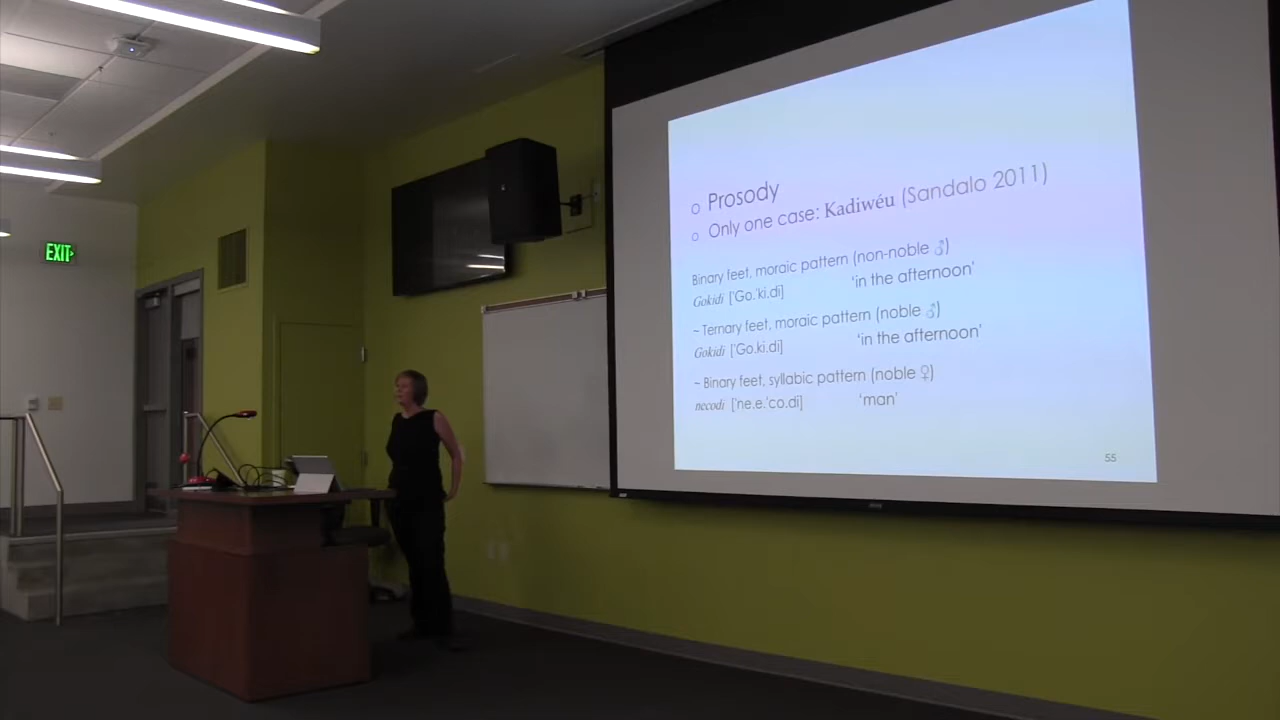 EXIT
Prosody
Only one case: Kadiwéu (Sandalo 2011)
Binary feet, moraic pattern (non-noble ♂)
Gokidi ['Go.'ki.di] 'in the afternoon'
~ Ternary feet, moraic pattern (noble ♂)
Gokidi ['Go.ki.di] 'in the afternoon'
~ Binary feet, syllabic pattern (noble ♀)
necodi ['ne.e.'co.di] 'man'
55